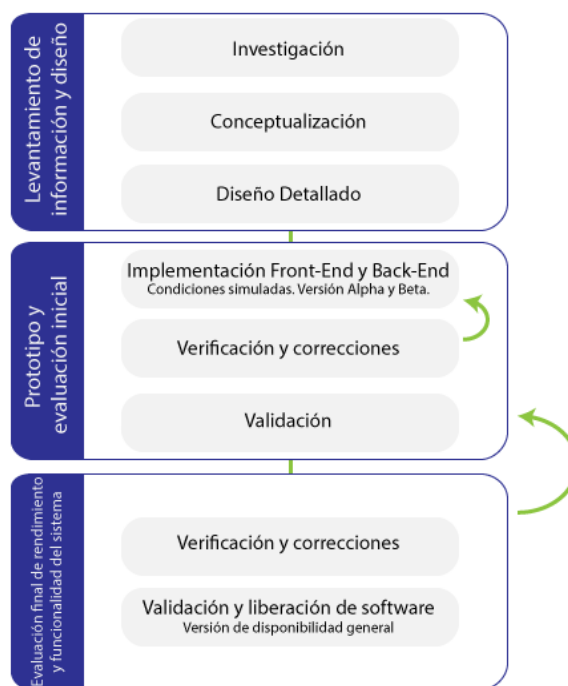 Levantamiento de
información y diseño
Investigación
Conceptualización
Diseño Detallado
Prototipo y
evaluación inicial
Implementación Front-End y Back-End
Condiciones simuladas. Versión Alpha y Beta.
Verificación y correcciones
Validación
Evaluación final de rendimiento
y funcionalidad del sistema
Verificación y correcciones
Validación y liberación de software
Versión de disponibilidad general